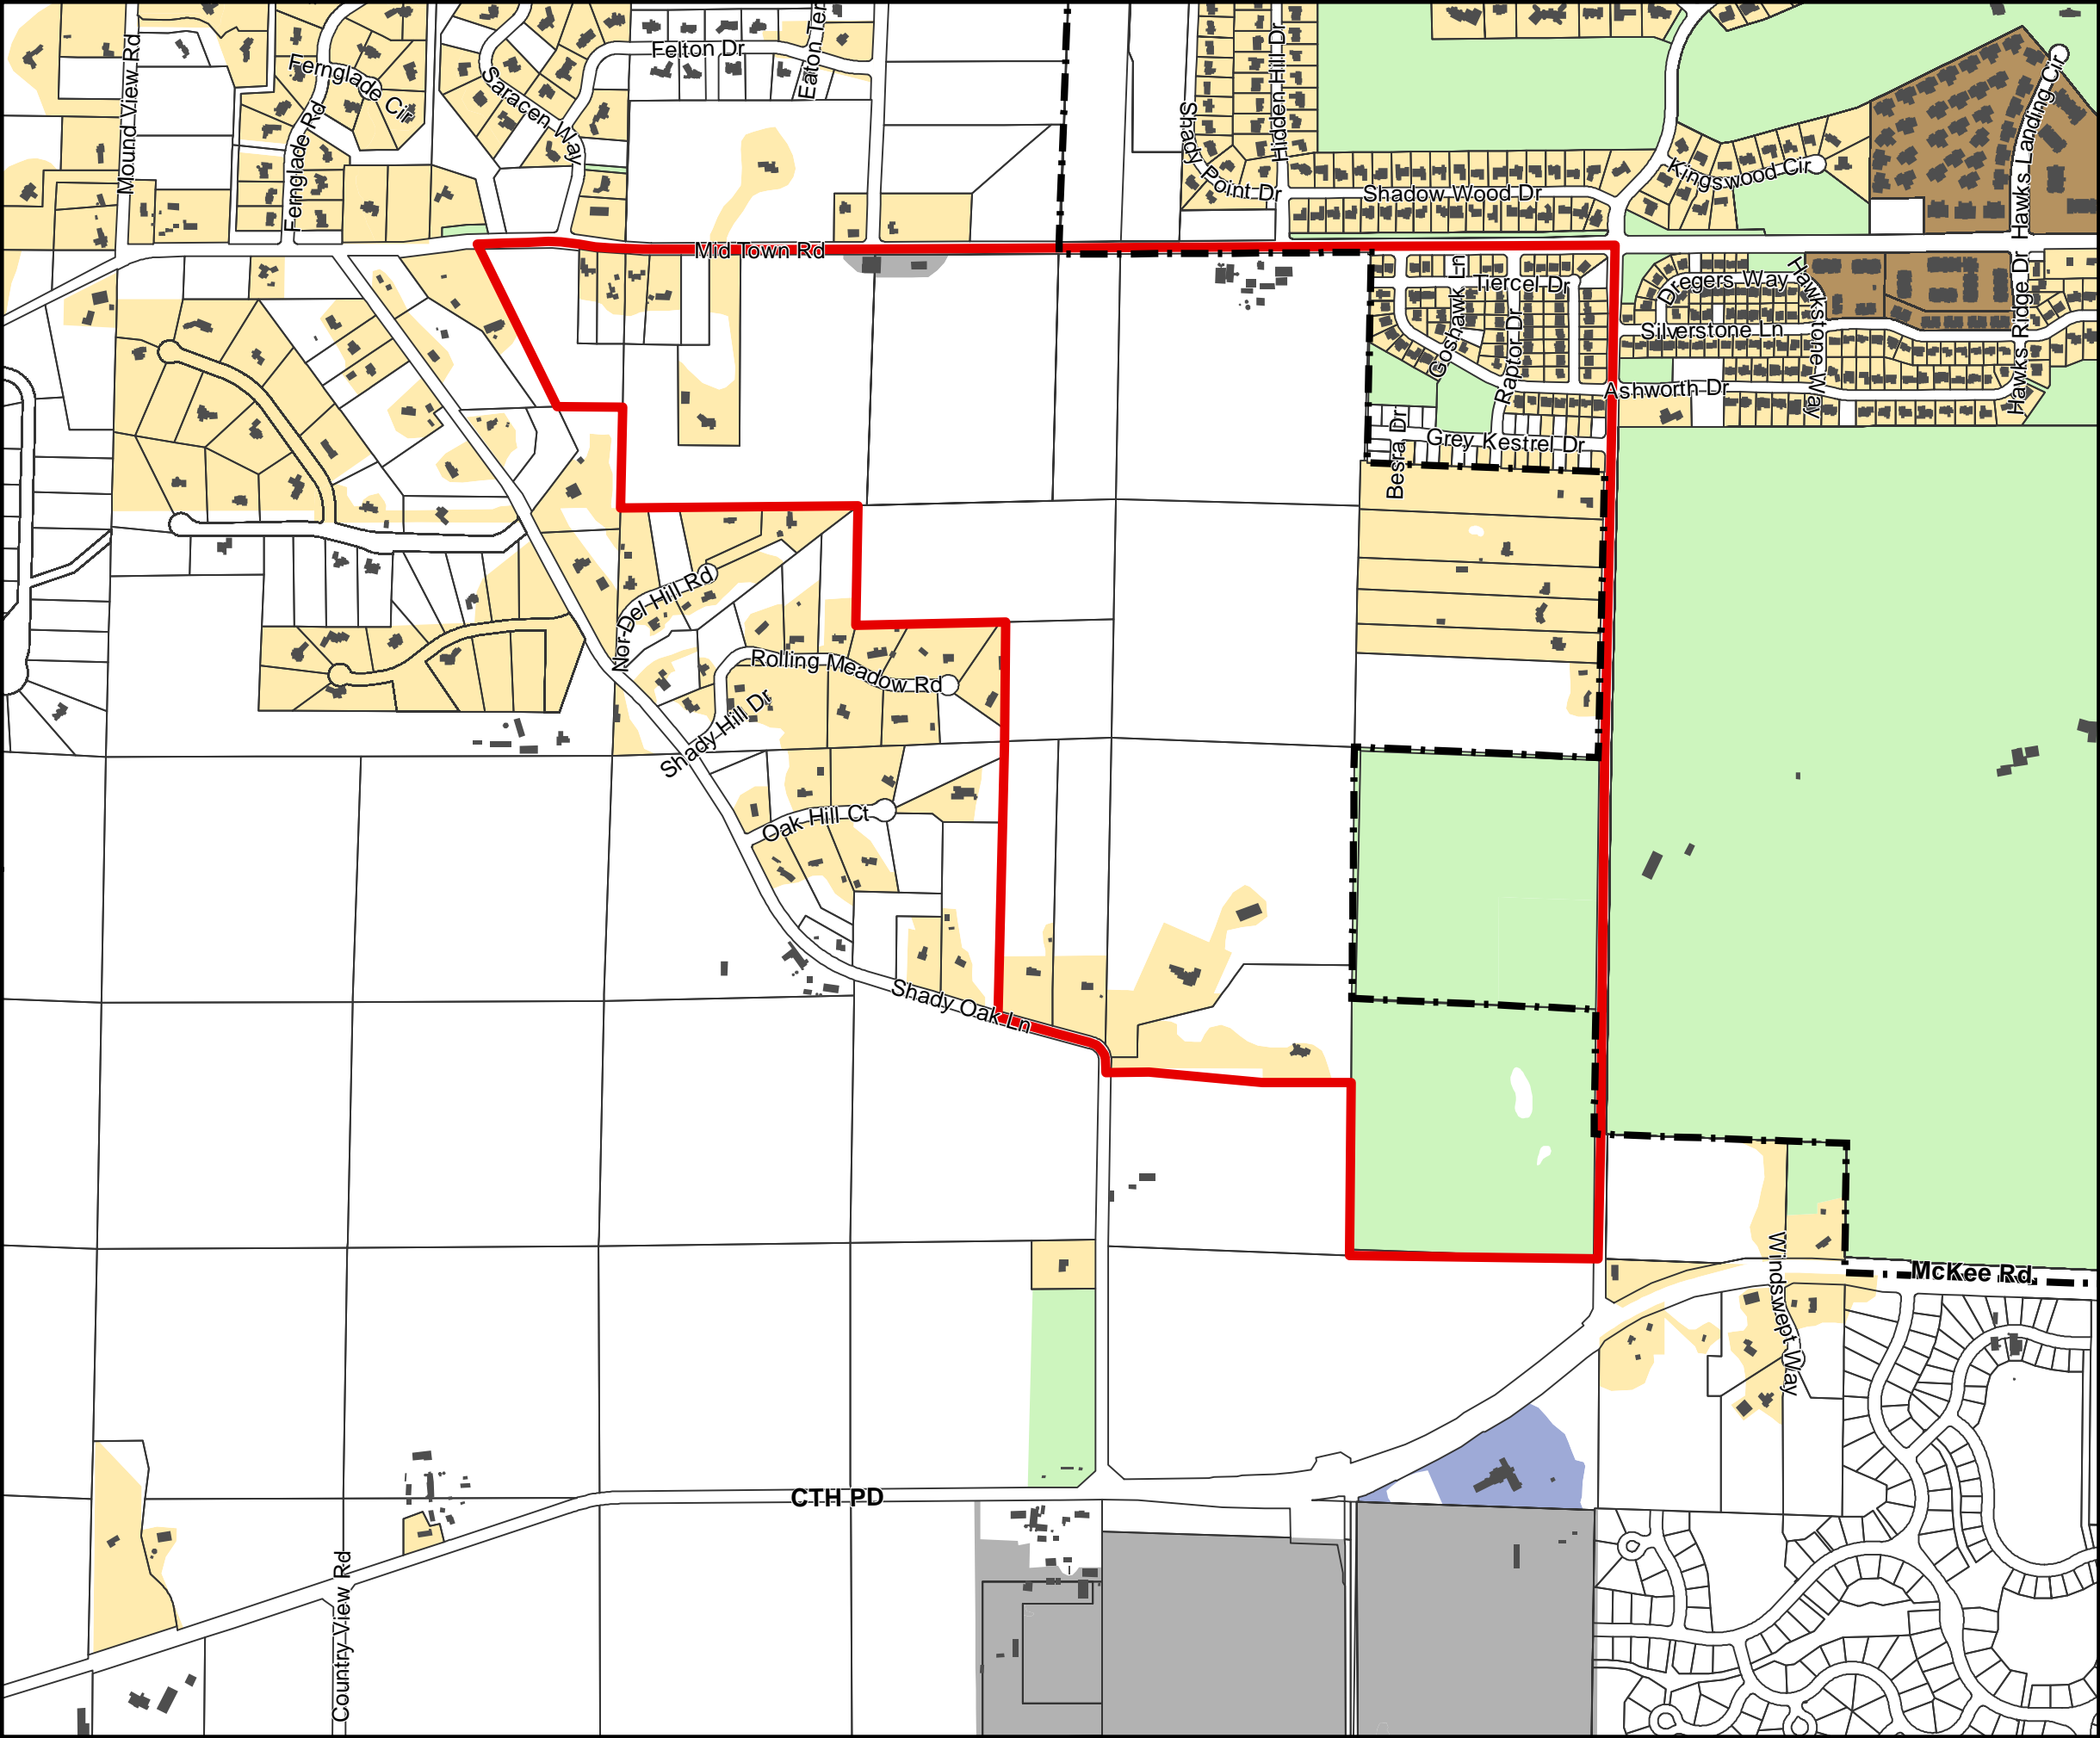 Mound View Rd
Fernglade Cir
Fernglade Rd
Saracen Way
Felton Dr
Eaton Ter
Shady Point Dr
Hidden Hill Dr
Shadow Wood Dr
Kingswood Cir
Hawks Landing Cir
Mid Town Rd
Tiercel Dr
Goshawk Ln
Raptor Dr
Dregers Way
Hawkstone Way
Silverstone Ln
Hawks Ridge Dr
Ashworth Dr
Besra Dr
Grey Kestrel Dr
Nor-Del Hill Rd
Rolling Meadow Rd
Shady Hill Dr
Oak Hill Ct
Shady Oak Ln
Windswept Way
McKee Rd
CTH PD
Country View Rd